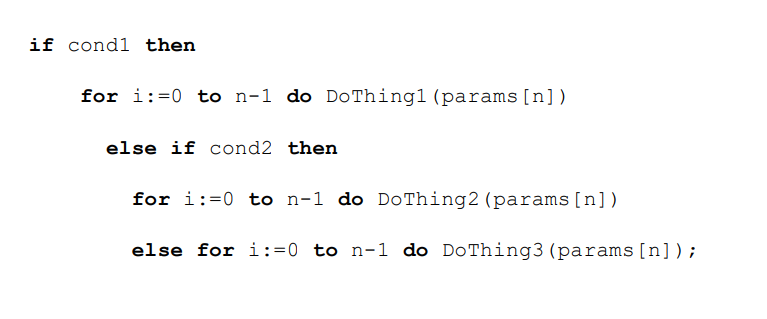 if cond1 then
for i:=0 to n-1 do DoThing1(params[n])
else if cond2 then
for i:=0 to n-1 do DoThing2(params[n])
else for i:=0 to n-1 do DoThing3(params[n]);